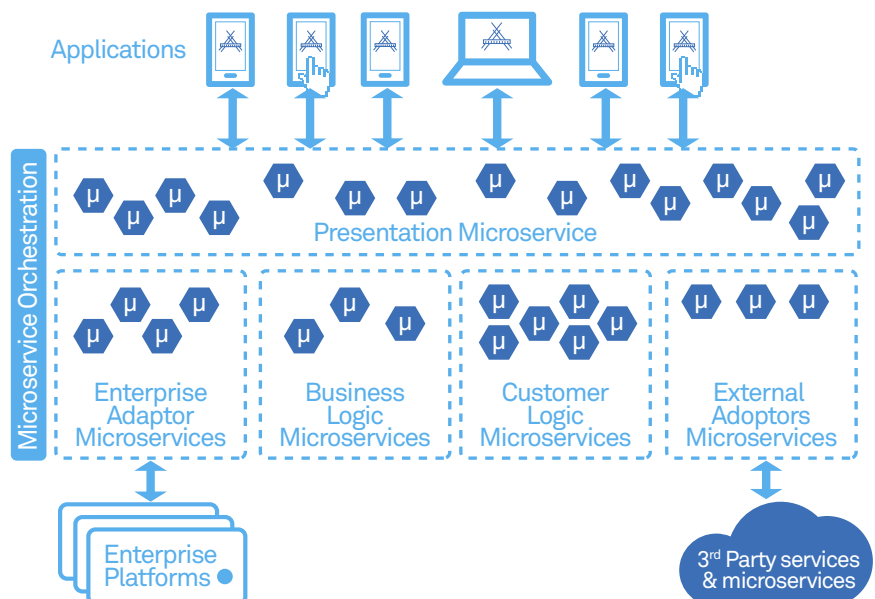 Applications
Microservice Orchestration
μ μ μ μ μ μ μ μ μ μ μ μ μ μ μ
Presentation Microservice
μ μ μ μ
Enterprise
Adaptor
Microservices
μ μ μ
Business
Logic
Microservices
μ μ μ μ μ μ
Customer
Logic
Microservices
μ μ μ
External
Adoptors
Microservices
Enterprise
Platforms
3rd Party services
& microservices